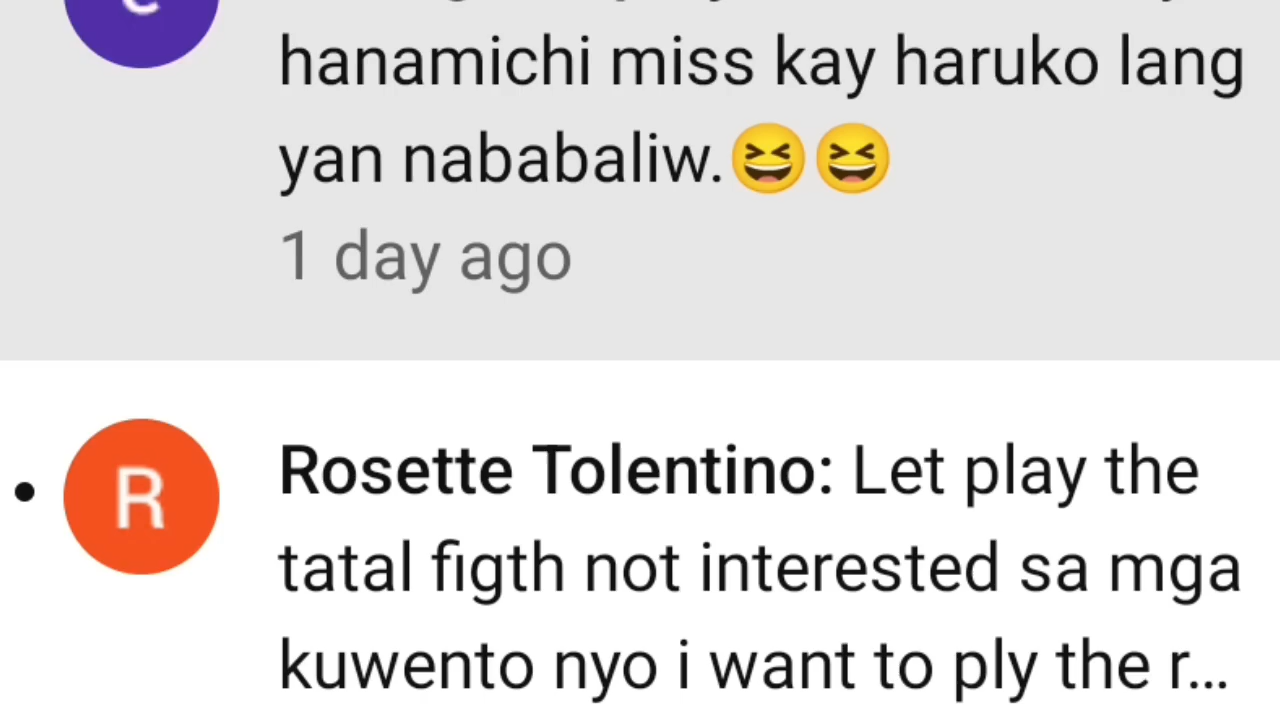 hanamichi miss kay haruko lang
yan nababaliw.😆😆
1 day ago
R
Rosette Tolentino: Let play the
tatal figth not interested sa mga
kuwento nyo i want to ply the r...